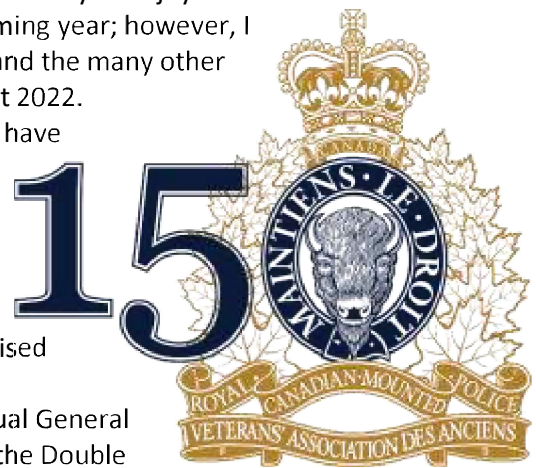 ming year; however, I
and the many other
t 2022.
have
150
CANADA
MAINTIENS · LE · DROIT
ised
ROYAL CANADIAN MOUNTED POLICE
VETERANS' ASSOCIATION DES ANCIENS
ual General
the Double